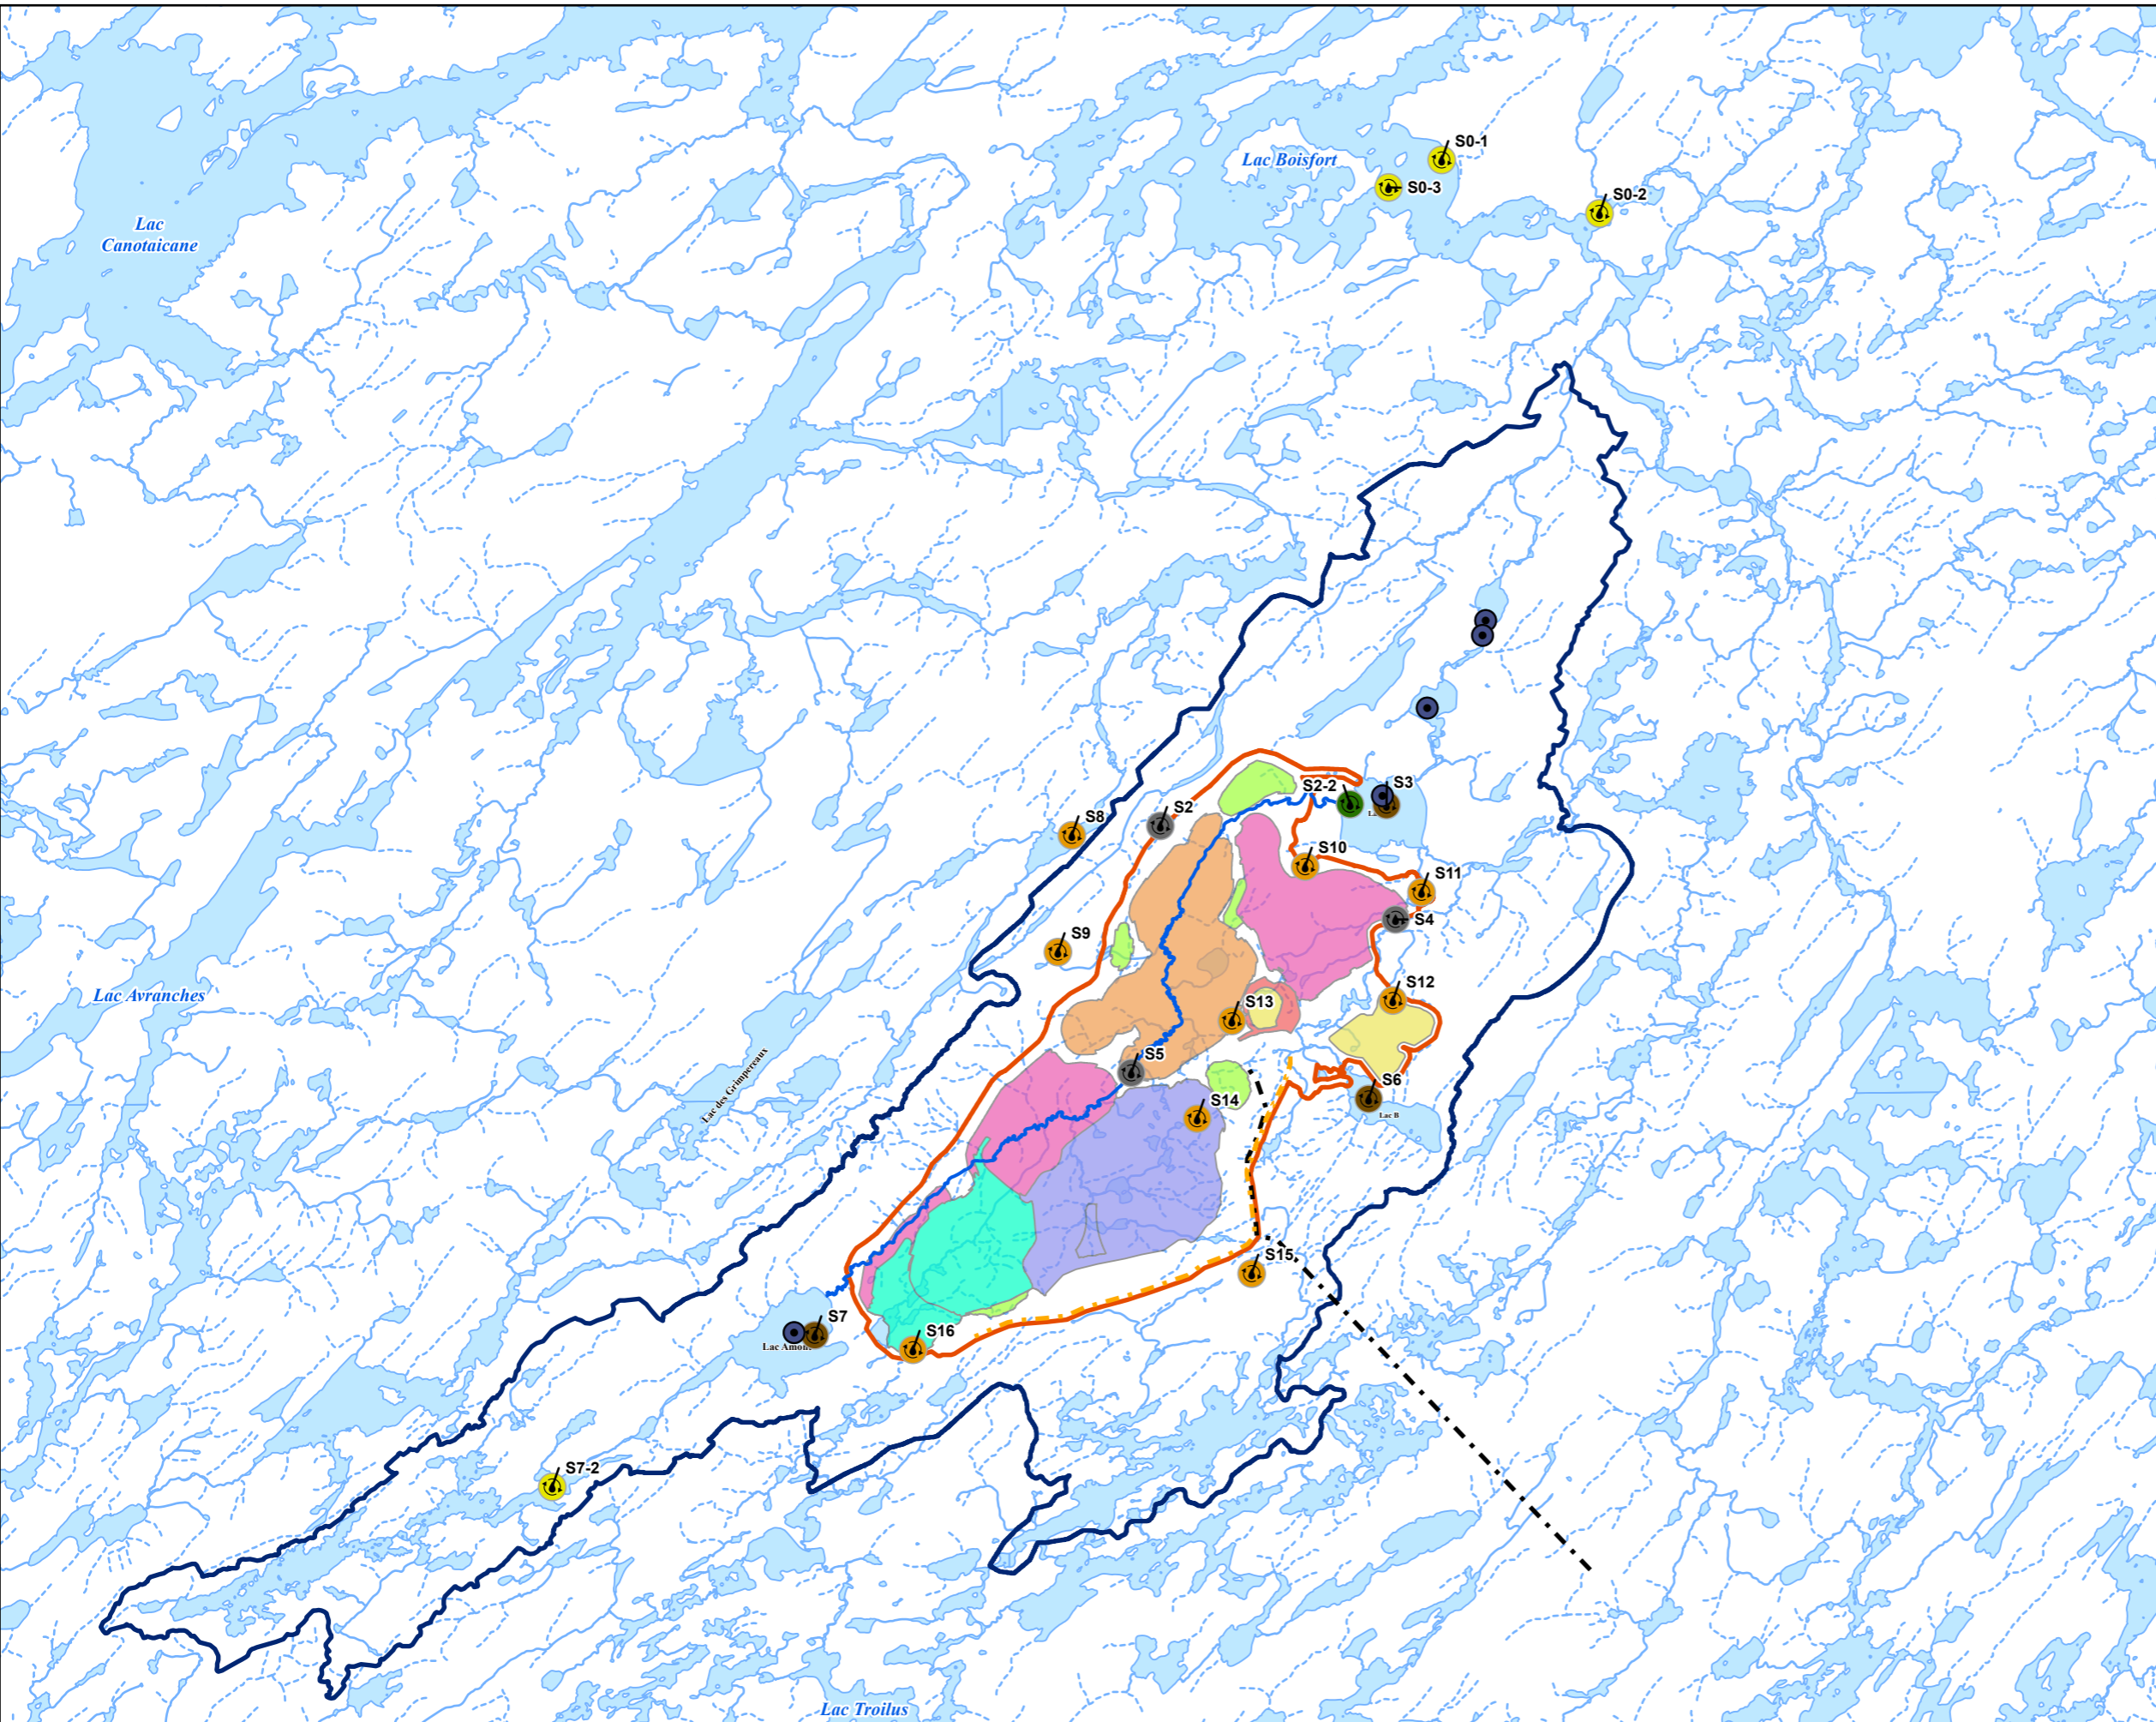 S0-1
Lac Boisfort
S0-3
S0-2
Lac
Canotaicane
S3
S2-2
S2
S8
S10
S11
S4
S9
S12
Lac Avranches
S13
S5
Lac des Grimpereaux
S6
S14
Lac B
S15
S7
S16
S7-2
Lac Troilus